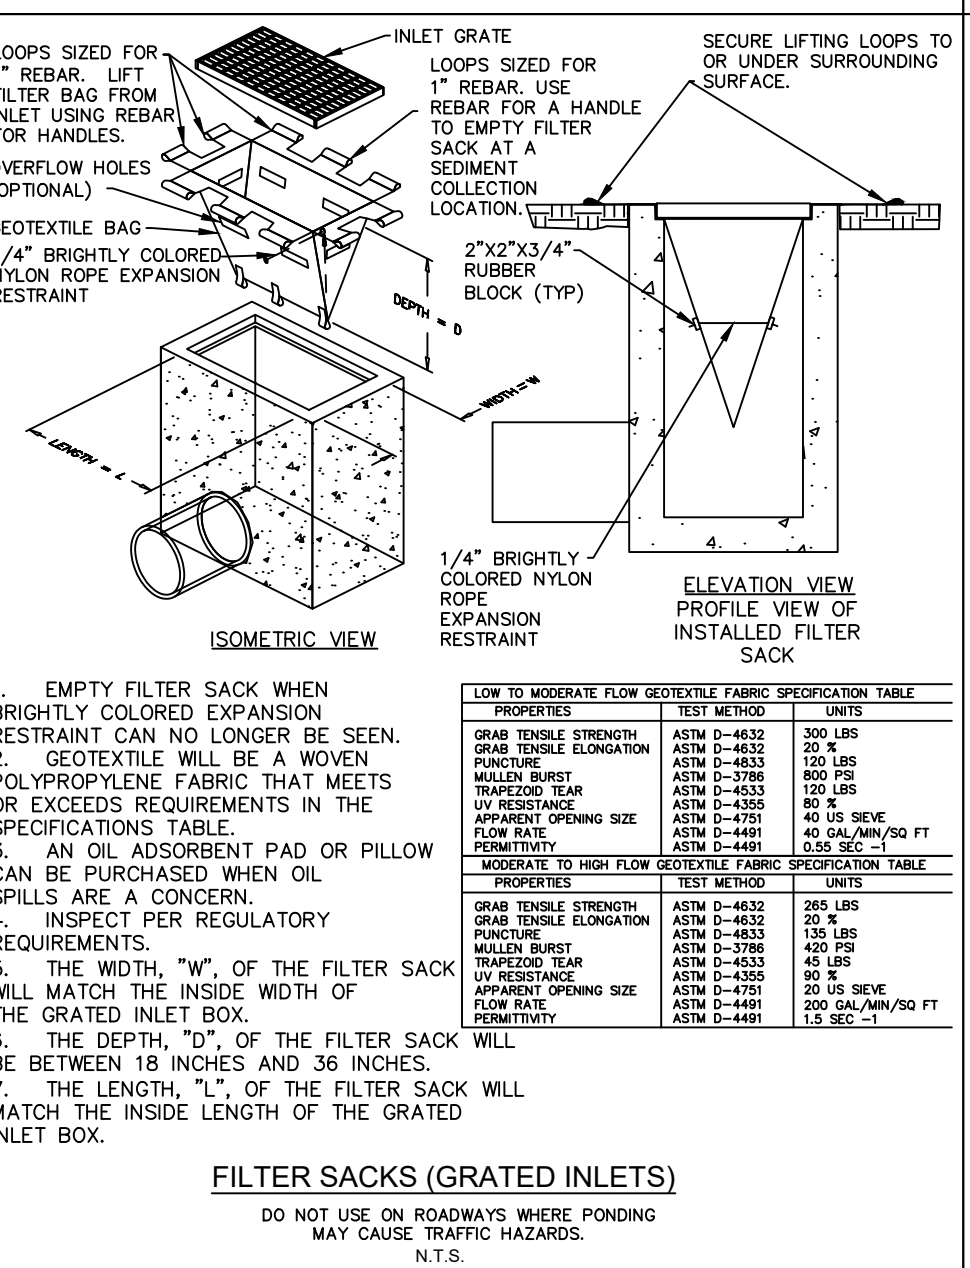 LOOPS SIZED FOR
" REBAR. LIFT
FILTER BAG FROM
INLET USING REBAR
FOR HANDLES.
OVERFLOW HOLES
(OPTIONAL)
GEOTEXTILE BAG
1/4" BRIGHTLY COLORED
NYLON ROPE EXPANSION
RESTRAINT
INLET GRATE
LOOPS SIZED FOR
1" REBAR. USE
REBAR FOR A HANDLE
TO EMPTY FILTER
SACK AT A
SEDIMENT
COLLECTION
LOCATION.
SECURE LIFTING LOOPS TO
OR UNDER SURROUNDING
SURFACE.
2"X2"X3/4"
RUBBER
BLOCK (TYP)
DEPTH = D
WIDTH = W
LENGTH = L
1/4" BRIGHTLY
COLORED NYLON
ROPE
EXPANSION
RESTRAINT
ISOMETRIC VIEW
ELEVATION VIEW
PROFILE VIEW OF
INSTALLED FILTER
SACK
. EMPTY FILTER SACK WHEN
BRIGHTLY COLORED EXPANSION
RESTRAINT CAN NO LONGER BE SEEN.
2. GEOTEXTILE WILL BE A WOVEN
POLYPROPYLENE FABRIC THAT MEETS
OR EXCEEDS REQUIREMENTS IN THE
SPECIFICATIONS TABLE.
3. AN OIL ADSORBENT PAD OR PILLOW
CAN BE PURCHASED WHEN OIL
SPILLS ARE A CONCERN.
4. INSPECT PER REGULATORY
REQUIREMENTS.
5. THE WIDTH, "W", OF THE FILTER SACK
WILL MATCH THE INSIDE WIDTH OF
THE GRATED INLET BOX.
6. THE DEPTH, "D", OF THE FILTER SACK WILL
BE BETWEEN 18 INCHES AND 36 INCHES.
7. THE LENGTH, "L", OF THE FILTER SACK WILL
MATCH THE INSIDE LENGTH OF THE GRATED
INLET BOX.
LOW TO MODERATE FLOW GEOTEXTILE FABRIC SPECIFICATION TABLE
PROPERTIES TEST METHOD UNITS
GRAB TENSILE STRENGTH ASTM D-4632 300 LBS
GRAB TENSILE ELONGATION ASTM D-4632 20 %
PUNCTURE ASTM D-4833 120 LBS
MULLEN BURST ASTM D-3786 800 PSI
TRAPEZOID TEAR ASTM D-4533 120 LBS
UV RESISTANCE ASTM D-4355 80 %
APPARENT OPENING SIZE ASTM D-4751 40 US SIEVE
FLOW RATE ASTM D-4491 40 GAL/MIN/SQ FT
PERMITTIVITY ASTM D-4491 0.55 SEC -1
MODERATE TO HIGH FLOW GEOTEXTILE FABRIC SPECIFICATION TABLE
PROPERTIES TEST METHOD UNITS
GRAB TENSILE STRENGTH ASTM D-4632 265 LBS
GRAB TENSILE ELONGATION ASTM D-4632 20 %
PUNCTURE ASTM D-4833 135 LBS
MULLEN BURST ASTM D-3786 420 PSI
TRAPEZOID TEAR ASTM D-4533 45 LBS
UV RESISTANCE ASTM D-4355 90 %
APPARENT OPENING SIZE ASTM D-4751 20 US SIEVE
FLOW RATE ASTM D-4491 200 GAL/MIN/SQ FT
PERMITTIVITY ASTM D-4491 1.5 SEC -1
FILTER SACKS (GRATED INLETS)
DO NOT USE ON ROADWAYS WHERE PONDING
MAY CAUSE TRAFFIC HAZARDS.
N.T.S.